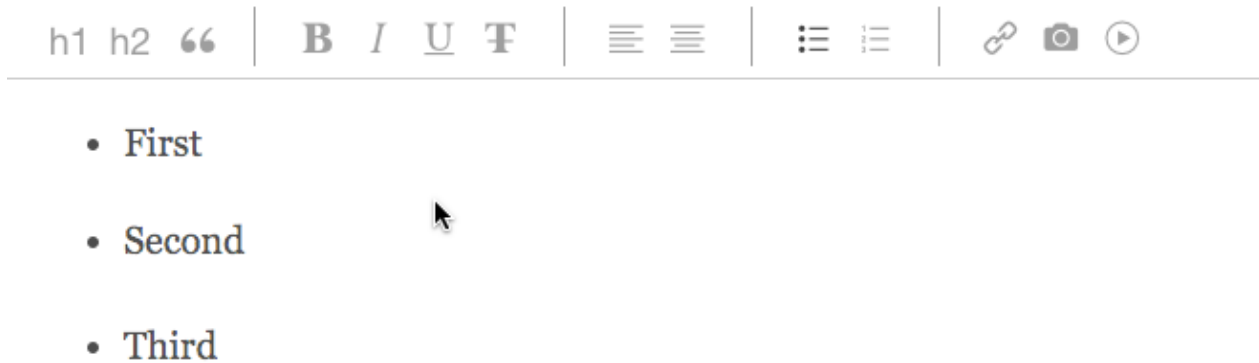 h1 h2 “ B I U T
• First
• Second
• Third